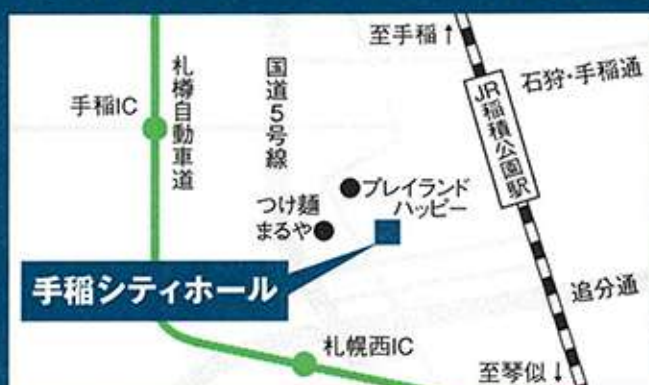 至手稲↑
石狩・手稲通
手稲IC
札樽自動車道
国道5号線
JR稲積公園駅
プレイランド
ハッピー
つけ麺
まるや
手稲シティホール
追分通
札幌西IC
至琴似↓